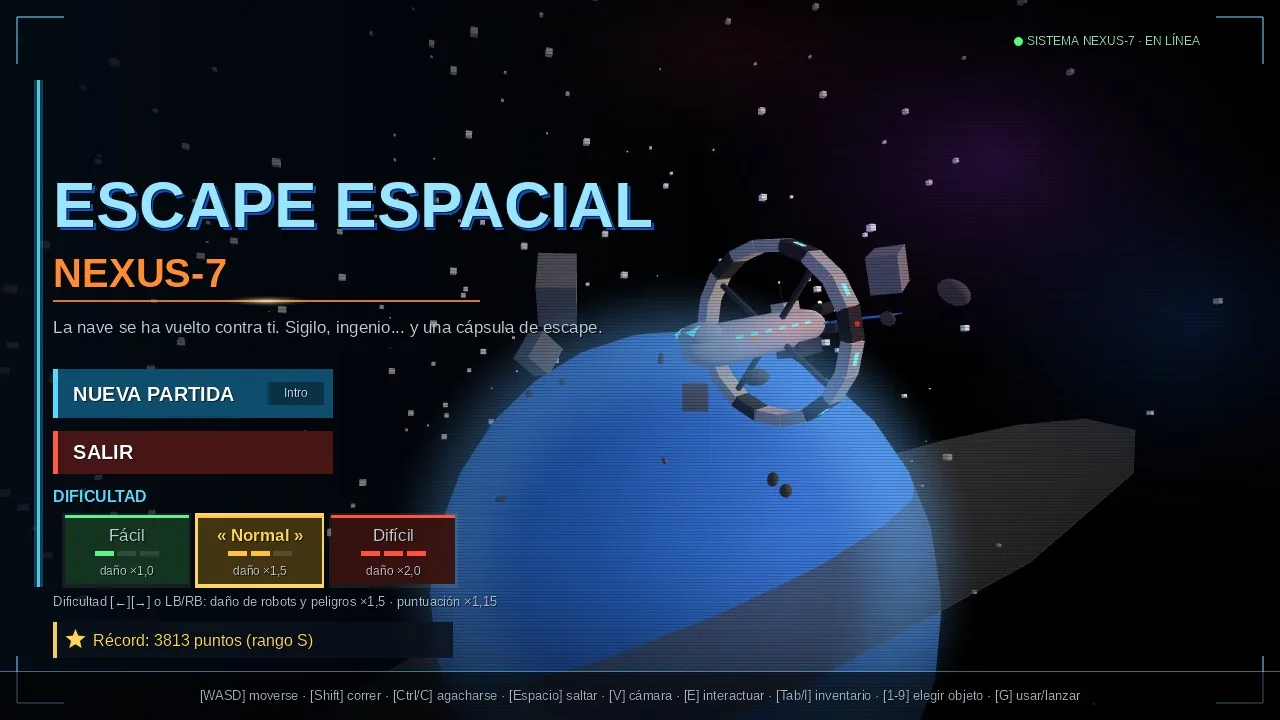 SISTEMA NEXUS-7 · EN LÍNEA
ESCAPE ESPACIAL
NEXUS-7
La nave se ha vuelto contra ti. Sigilo, ingenio... y una cápsula de escape.
NUEVA PARTIDA Intro
SALIR
DIFICULTAD
Fácil « Normal » Difícil
daño ×1,0 daño ×1,5 daño ×2,0
Dificultad [←][→] o LB/RB: daño de robots y peligros ×1,5 · puntuación ×1,15
Récord: 3813 puntos (rango S)
[WASD] moverse · [Shift] correr · [Ctrl/C] agacharse · [Espacio] saltar · [V] cámara · [E] interactuar · [Tab/I] inventario · [1-9] elegir objeto · [G] usar/lanzar